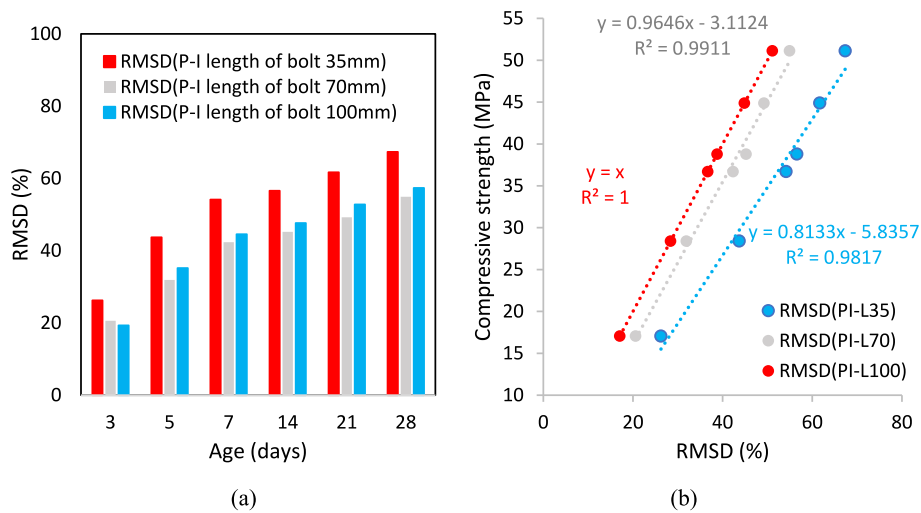 100
80
60
40
20
0
RMSD (%)
RMSD(P-I length of bolt 35mm)
RMSD(P-I length of bolt 70mm)
RMSD(P-I length of bolt 100mm)
3 5 7 14 21 28
Age (days)
(a)
55
50
45
40
35
30
25
20
15
10
Compressive strength (MPa)
y = 0.9646x - 3.1124
R² = 0.9911
y = x
R² = 1
y = 0.8133x - 5.8357
R² = 0.9817
RMSD(PI-L35)
RMSD(PI-L70)
RMSD(PI-L100)
0 20 40 60 80
RMSD (%)
(b)